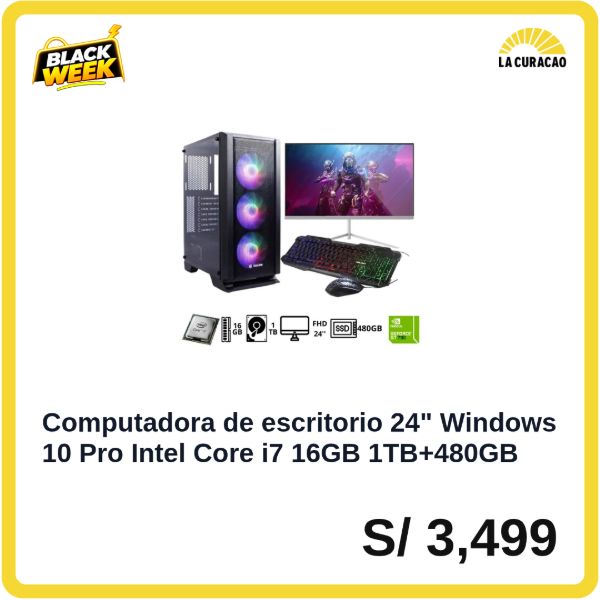 BLACK
WEEK
LA CURACAO
16
GB
1
TB
FHD
24"
SSD
480GB
Computadora de escritorio 24" Windows
10 Pro Intel Core i7 16GB 1TB+480GB
S/ 3,499